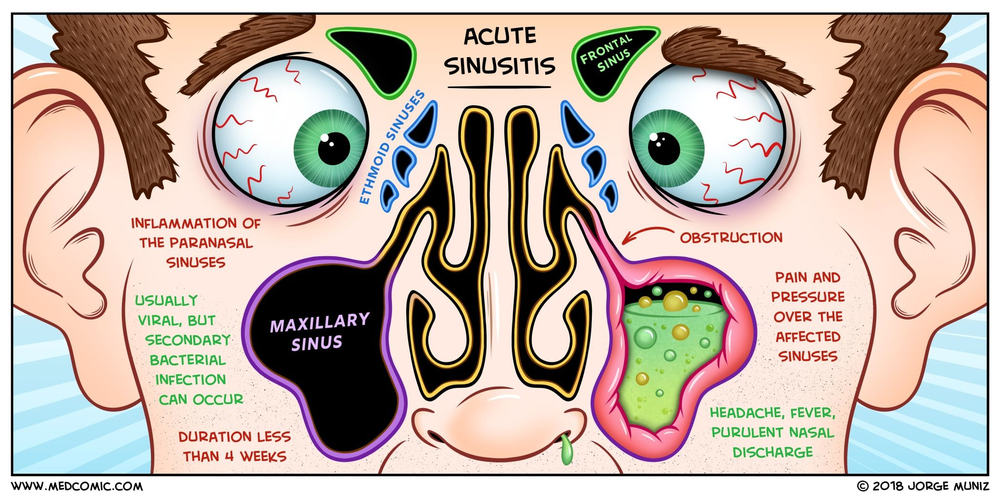 ACUTE
SINUSITIS
FRONTAL
SINUS
ETHMOID SINUSES
INFLAMMATION OF
THE PARANASAL
SINUSES
OBSTRUCTION
USUALLY
VIRAL, BUT
SECONDARY
BACTERIAL
INFECTION
CAN OCCUR
MAXILLARY
SINUS
PAIN AND
PRESSURE
OVER THE
AFFECTED
SINUSES
DURATION LESS
THAN 4 WEEKS
HEADACHE, FEVER,
PURULENT NASAL
DISCHARGE
WWW.MEDCOMIC.COM
© 2018 JORGE MUNIZ